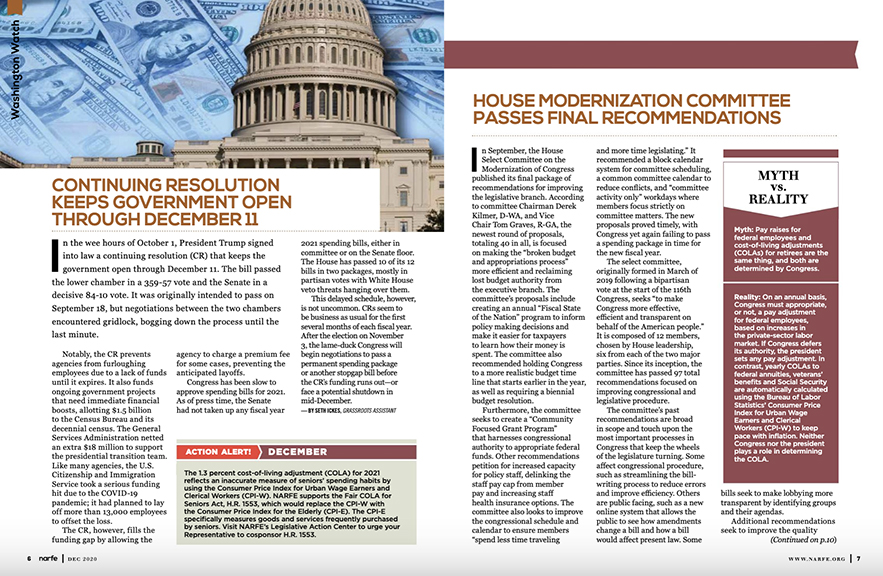 Washington Watch
CONTINUING RESOLUTION
KEEPS GOVERNMENT OPEN
THROUGH DECEMBER 11
In the wee hours of October 1, President Trump signed
into law a continuing resolution (CR) that keeps the
government open through December 11. The bill passed
the lower chamber in a 359-57 vote and the Senate in a
decisive 84-10 vote. It was originally intended to pass on
September 18, but negotiations between the two chambers
encountered gridlock, bogging down the process until the
last minute.
Notably, the CR prevents
agencies from furloughing
employees due to a lack of funds
until it expires. It also funds
ongoing government projects
that need immediate financial
boosts, allotting $1.5 billion
to the Census Bureau and its
decennial census. The General
Services Administration netted
an extra $18 million to support
the presidential transition team.
Like many agencies, the U.S.
Citizenship and Immigration
Service took a serious funding
hit due to the COVID-19
pandemic; it had planned to lay
off more than 13,000 employees
to offset the loss.
The CR, however, fills the
funding gap by allowing the
agency to charge a premium fee
for some cases, preventing the
anticipated layoffs.
Congress has been slow to
approve spending bills for 2021.
As of press time, the Senate
had not taken up any fiscal year
2021 spending bills, either in
committee or on the Senate floor.
The House has passed 10 of its 12
bills in two packages, mostly in
partisan votes with White House
veto threats hanging over them.
This delayed schedule, however,
is not uncommon. CRs seem to
be business as usual for the first
several months of each fiscal year.
After the election on November
3, the lame-duck Congress will
begin negotiations to pass a
permanent spending package
or another stopgap bill before
the CR's funding runs out—or
face a potential shutdown in
mid-December.
— BY SETH ICKES, GRASSROOTS ASSISTANT
ACTION ALERT! DECEMBER
The 1.3 percent cost-of-living adjustment (COLA) for 2021
reflects an inaccurate measure of seniors' spending habits by
using the Consumer Price Index for Urban Wage Earners and
Clerical Workers (CPI-W). NARFE supports the Fair COLA for
Seniors Act, H.R. 1553, which would replace the CPI-W with
the Consumer Price Index for the Elderly (CPI-E). The CPI-E
specifically measures goods and services frequently purchased
by seniors. Visit NARFE's Legislative Action Center to urge your
Representative to cosponsor H.R. 1553.
6 narfe | DEC 2020
HOUSE MODERNIZATION COMMITTEE
PASSES FINAL RECOMMENDATIONS
In September, the House
Select Committee on the
Modernization of Congress
published its final package of
recommendations for improving
the legislative branch. According
to committee Chairman Derek
Kilmer, D-WA, and Vice
Chair Tom Graves, R-GA, the
newest round of proposals,
totaling 40 in all, is focused
on making the "broken budget
and appropriations process"
more efficient and reclaiming
lost budget authority from
the executive branch. The
committee's proposals include
creating an annual "Fiscal State
of the Nation" program to inform
policy making decisions and
make it easier for taxpayers
to learn how their money is
spent. The committee also
recommended holding Congress
to a more realistic budget time
line that starts earlier in the year,
as well as requiring a biennial
budget resolution.
Furthermore, the committee
seeks to create a "Community
Focused Grant Program"
that harnesses congressional
authority to appropriate federal
funds. Other recommendations
petition for increased capacity
for policy staff, delinking the
staff pay cap from member
pay and increasing staff
health insurance options. The
committee also looks to improve
the congressional schedule and
calendar to ensure members
"spend less time traveling
and more time legislating." It
recommended a block calendar
system for committee scheduling,
a common committee calendar to
reduce conflicts, and "committee
activity only" workdays where
members focus strictly on
committee matters. The new
proposals proved timely, with
Congress yet again failing to pass
a spending package in time for
the new fiscal year.
The select committee,
originally formed in March of
2019 following a bipartisan
vote at the start of the 116th
Congress, seeks "to make
Congress more effective,
efficient and transparent on
behalf of the American people."
It is composed of 12 members,
chosen by House leadership,
six from each of the two major
parties. Since its inception, the
committee has passed 97 total
recommendations focused on
improving congressional and
legislative procedure.
The committee's past
recommendations are broad
in scope and touch upon the
most important processes in
Congress that keep the wheels
of the legislature turning. Some
affect congressional procedure,
such as streamlining the bill-
writing process to reduce errors
and improve efficiency. Others
are public facing, such as a new
online system that allows the
public to see how amendments
change a bill and how a bill
would affect present law. Some
MYTH
vs.
REALITY
Myth: Pay raises for
federal employees and
cost-of-living adjustments
(COLAs) for retirees are the
same thing, and both are
determined by Congress.
Reality: On an annual basis,
Congress must appropriate,
or not, a pay adjustment
for federal employees,
based on increases in
the private-sector labor
market. If Congress defers
its authority, the president
sets any pay adjustment. In
contrast, yearly COLAs to
federal annuities, veterans'
benefits and Social Security
are automatically calculated
using the Bureau of Labor
Statistics' Consumer Price
Index for Urban Wage
Earners and Clerical
Workers (CPI-W) to keep
pace with inflation. Neither
Congress nor the president
plays a role in determining
the COLA.
bills seek to make lobbying more
transparent by identifying groups
and their agendas.
Additional recommendations
seek to improve the quality
(Continued on p.10)
WWW.NARFE.ORG | 7